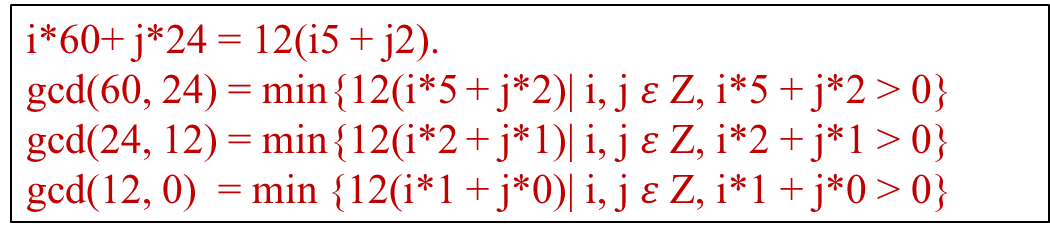 i*60+ j*24 = 12(i5 + j2).
gcd(60, 24) = min{12(i*5 + j*2)| i, j ε Z, i*5 + j*2 > 0}
gcd(24, 12) = min{12(i*2 + j*1)| i, j ε Z, i*2 + j*1 > 0}
gcd(12, 0) = min {12(i*1 + j*0)| i, j ε Z, i*1 + j*0 > 0}